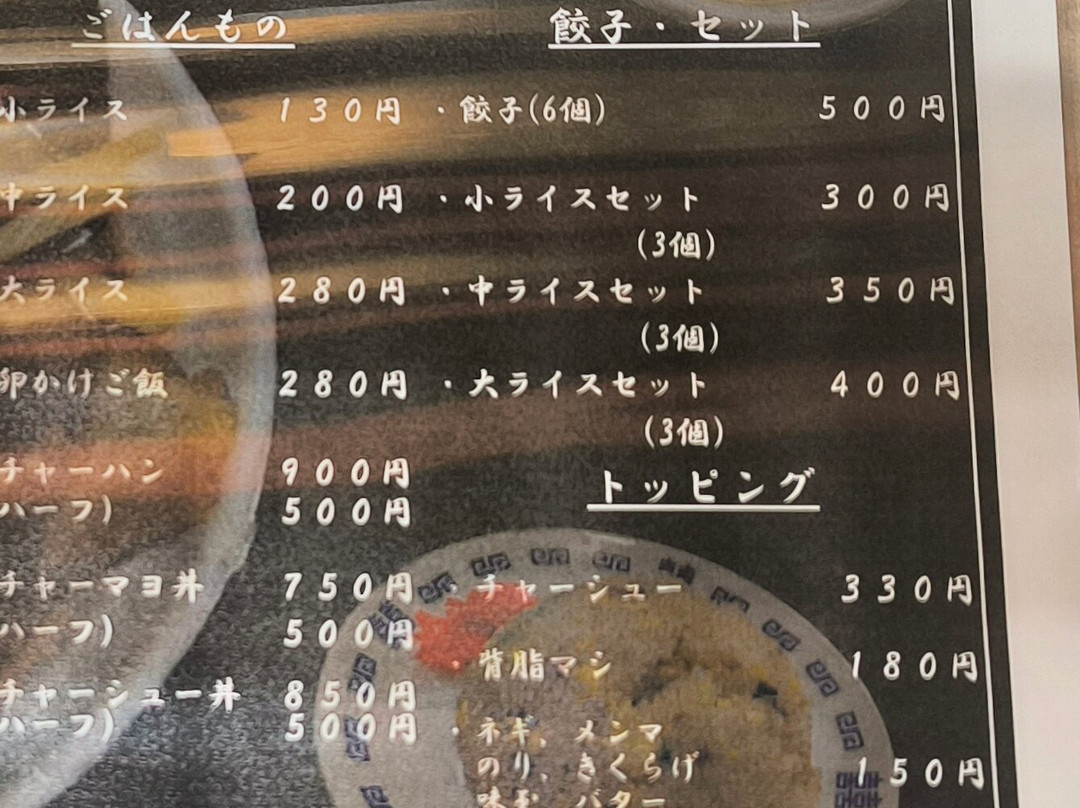 ごはんもの
小ライス 130円
中ライス 200円
大ライス 280円
卵かけご飯 280円
チャーハン 900円
ハーフ) 500円
チャーマヨ丼 750円
ハーフ) 500円
チャーシュー丼 850円
ハーフ) 500円
餃子・セット
・餃子(6個) 500円
・小ライスセット 300円
(3個)
・中ライスセット 350円
(3個)
・大ライスセット 400円
(3個)
トッピング
・チャーシュー 330円
背脂マシ 180円
・ネギ、メンマ
のり、きくらげ 150円
味玉、バター